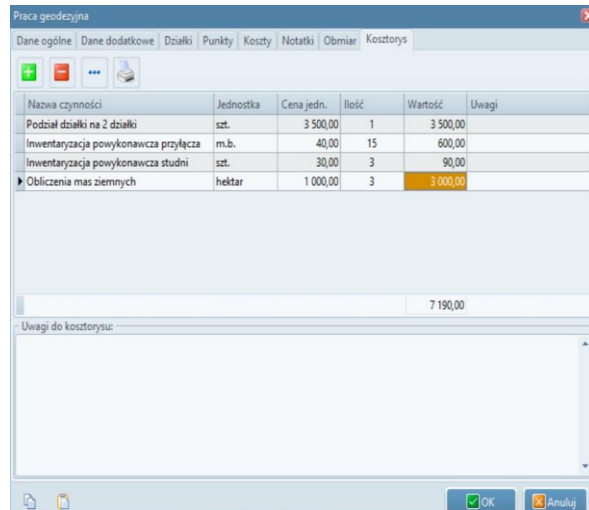 Praca geodezyjna
Dane ogólne Dane dodatkowe Działki Punkty Koszty Notatki Obmiar Kosztorys
Nazwa czynności Jednostka Cena jedn. Ilość Wartość Uwagi
Podział działki na 2 działki szt. 3 500,00 1 3 500,00
Inwentaryzacja powykonawcza przyłącza m.b. 40,00 15 600,00
Inwentaryzacja powykonawcza studni szt. 30,00 3 90,00
Obliczenia mas ziemnych hektar 1 000,00 3 3 000,00
7 190,00
Uwagi do kosztorysu:
OK Anuluj